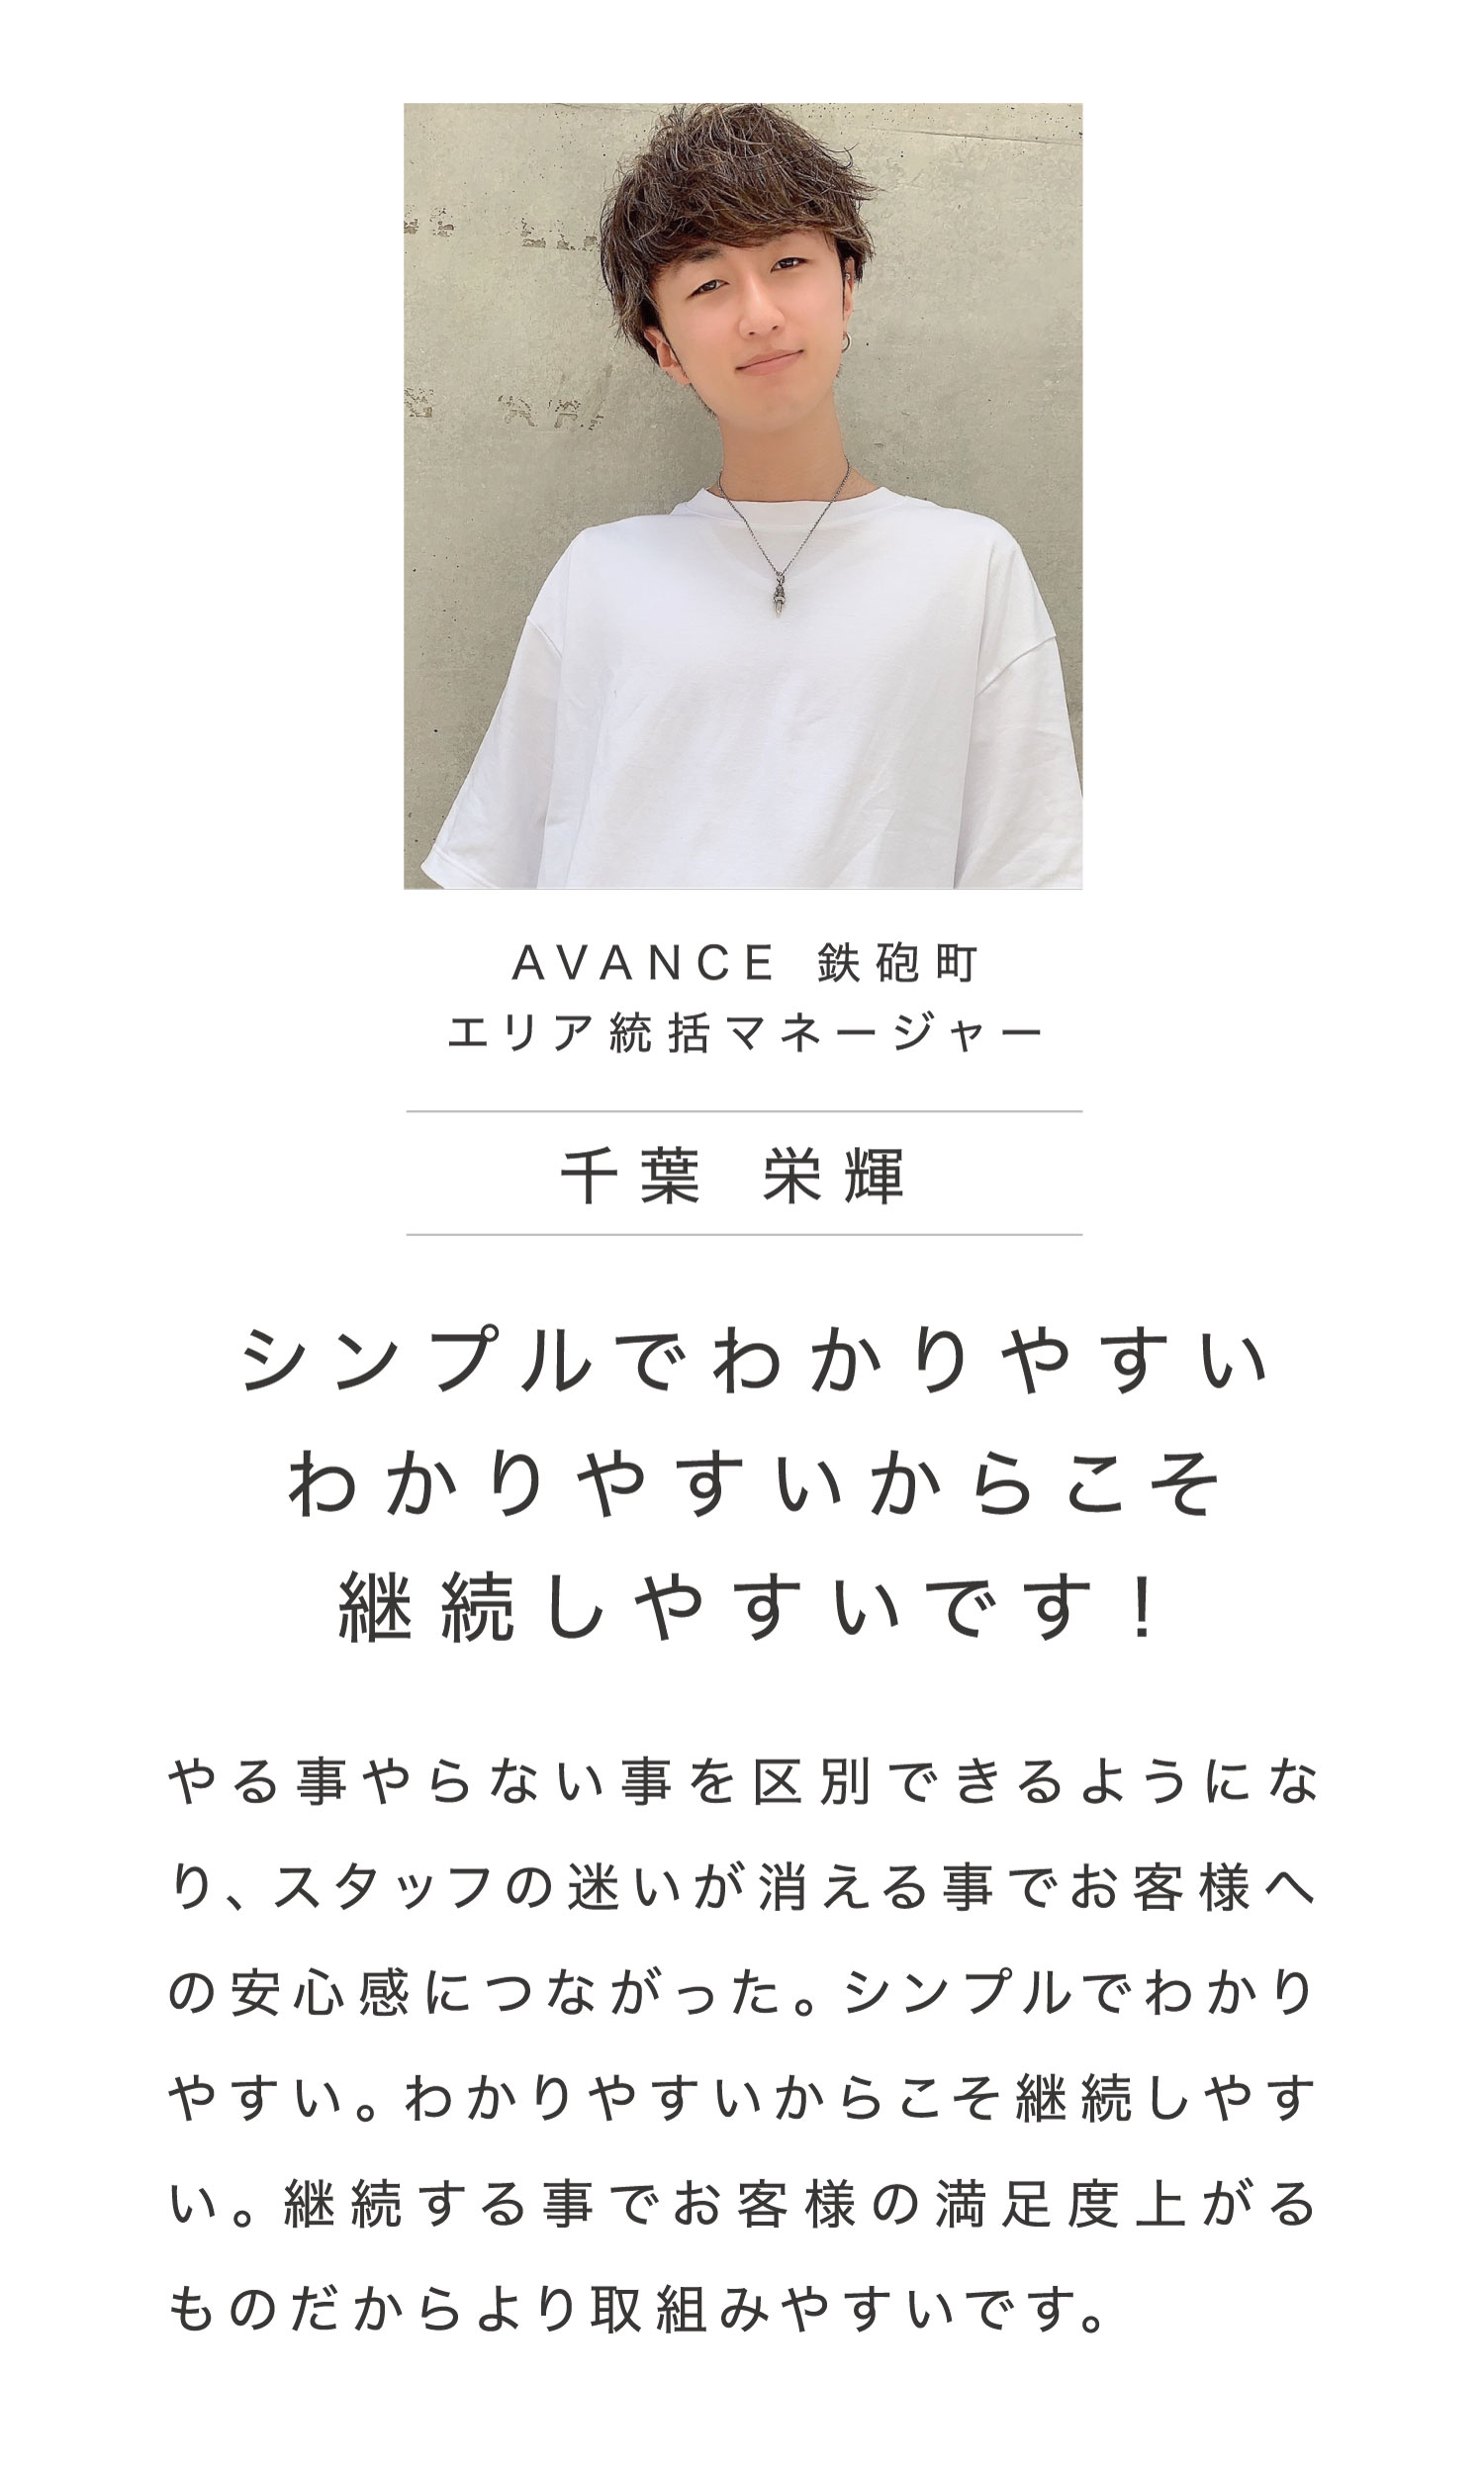 AVANCE 鉄砲町
エリア統括マネージャー
千葉 栄輝
シンプルでわかりやすい
わかりやすいからこそ
継続しやすいです！
やる事やらない事を区別できるようにな
り、スタッフの迷いが消える事でお客様へ
の安心感につながった。シンプルでわかり
やすい。わかりやすいからこそ継続しやす
い。継続する事でお客様の満足度上がる
ものだからより取組みやすいです。